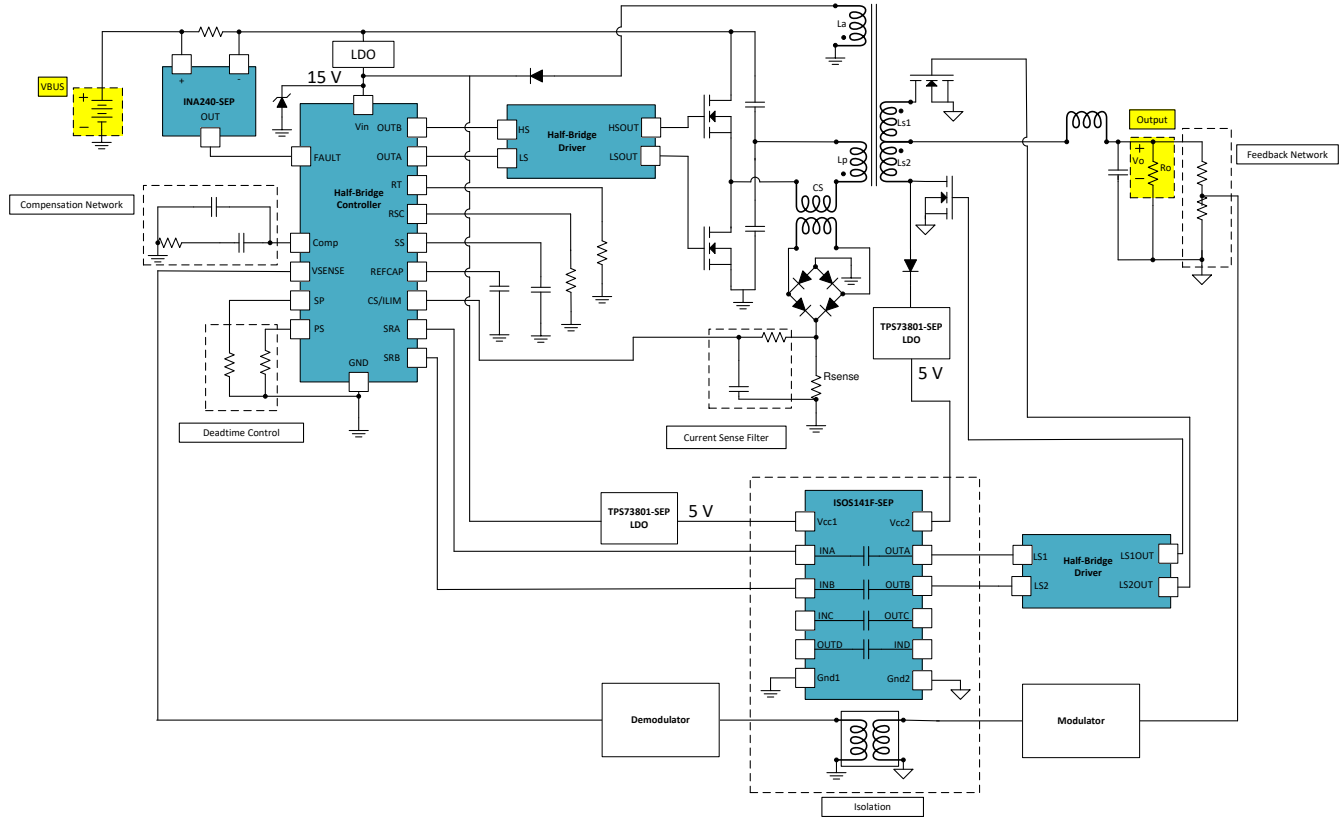 La
LDO
VBUS
+
−
+
-
INA240-SEP
OUT
15 V
Vin
OUTB
FAULT
OUTA
Half-Bridge
Controller
RT
RSC
Comp
SS
VSENSE
REFCAP
SP
CS/ILIM
PS
SRA
SRB
GND
HS
LS
Half-Bridge
Driver
HSOUT
LSOUT
Lp
Ls1
Ls2
CS
Output
+
Vo
−
Ro
Feedback Network
Compensation Network
Deadtime Control
TPS73801-SEP
LDO
5 V
Rsense
Current Sense Filter
TPS73801-SEP
LDO
5 V
ISOS141F-SEP
Vcc1
Vcc2
INA
OUTA
INB
OUTB
INC
OUTC
OUTD
IND
Gnd1
Gnd2
LS1
LS2
Half-Bridge
Driver
LS1OUT
LS2OUT
Demodulator
Modulator
Isolation